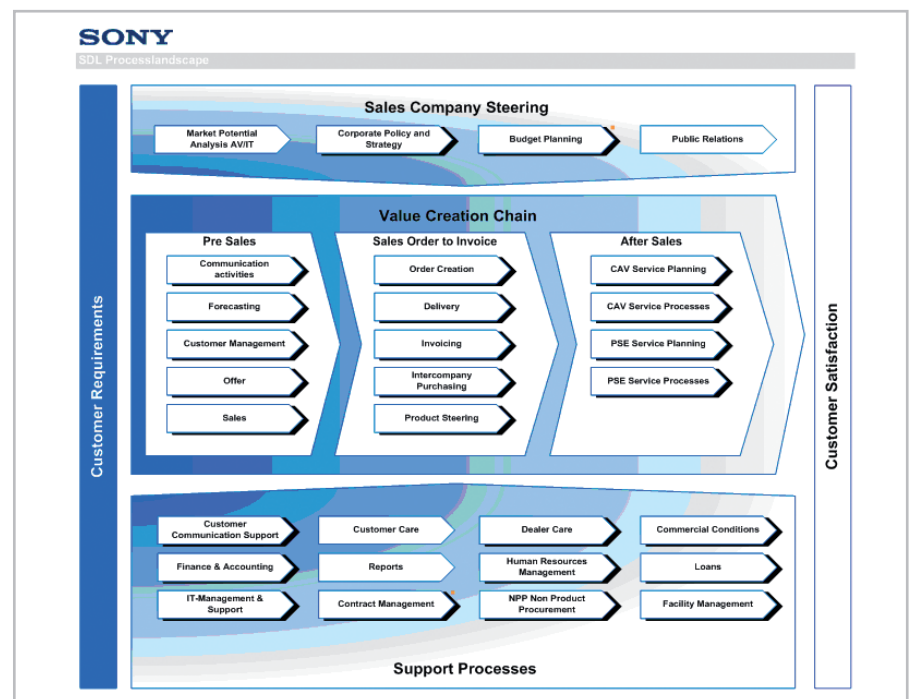 SONY
SDL Processlandscape
Customer Requirements
Sales Company Steering
Market Potential
Analysis AV/IT
Corporate Policy and
Strategy
Budget Planning
Public Relations
Value Creation Chain
Pre Sales
Communication
activities
Forecasting
Customer Management
Offer
Sales
Sales Order to Invoice
Order Creation
Delivery
Invoicing
Intercompany
Purchasing
Product Steering
After Sales
CAV Service Planning
CAV Service Processes
PSE Service Planning
PSE Service Processes
Customer
Communication Support
Customer Care
Dealer Care
Commercial Conditions
Finance & Accounting
Reports
Human Resources
Management
Loans
IT-Management &
Support
Contract Management
NPP Non Product
Procurement
Facility Management
Support Processes
Customer Satisfaction